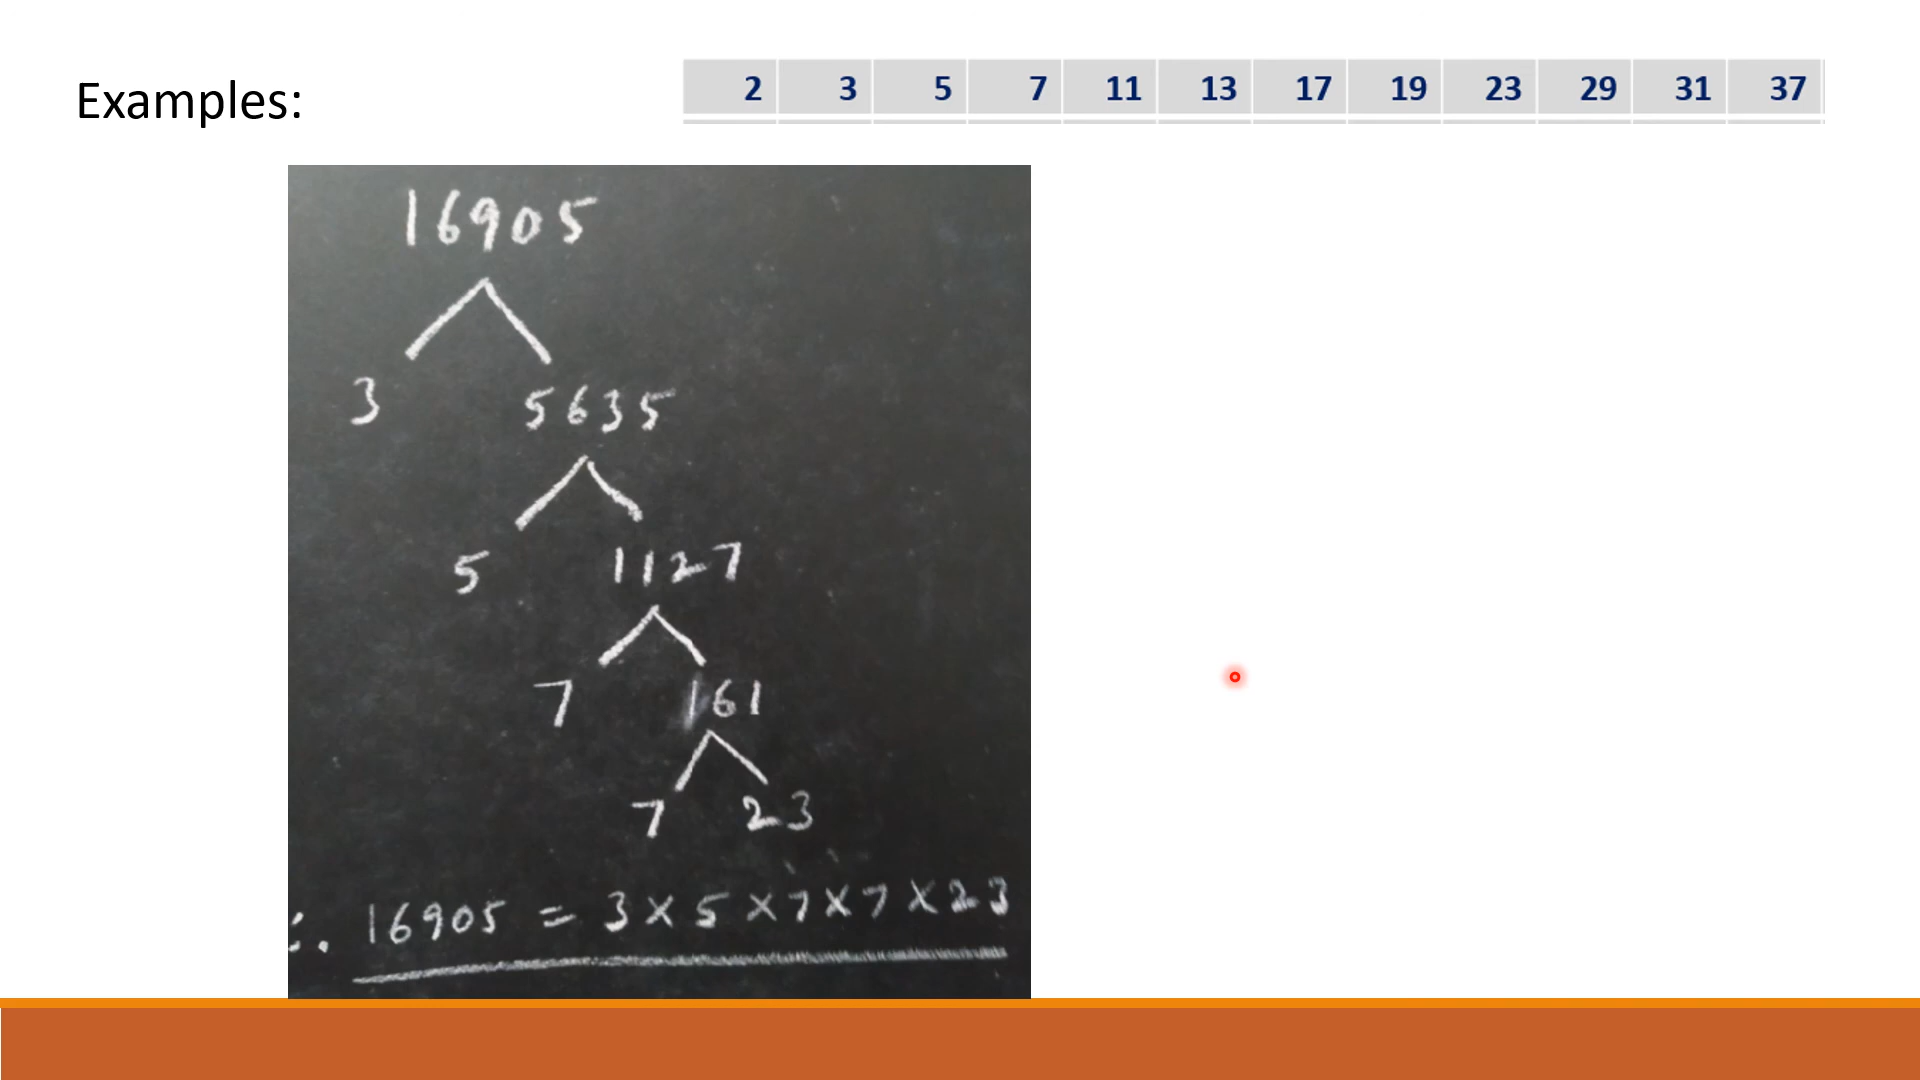 Examples:
2 3 5 7 11 13 17 19 23 29 31 37
16905
3 5635
5 1127
7 161
7 23
∴ 16905 = 3 × 5 × 7 × 7 × 23